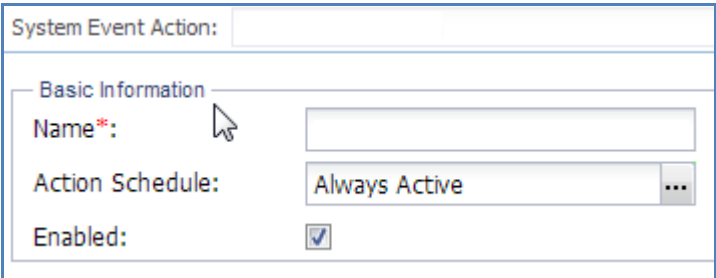 System Event Action:
Basic Information
Name*:
Action Schedule: Always Active ...
Enabled: